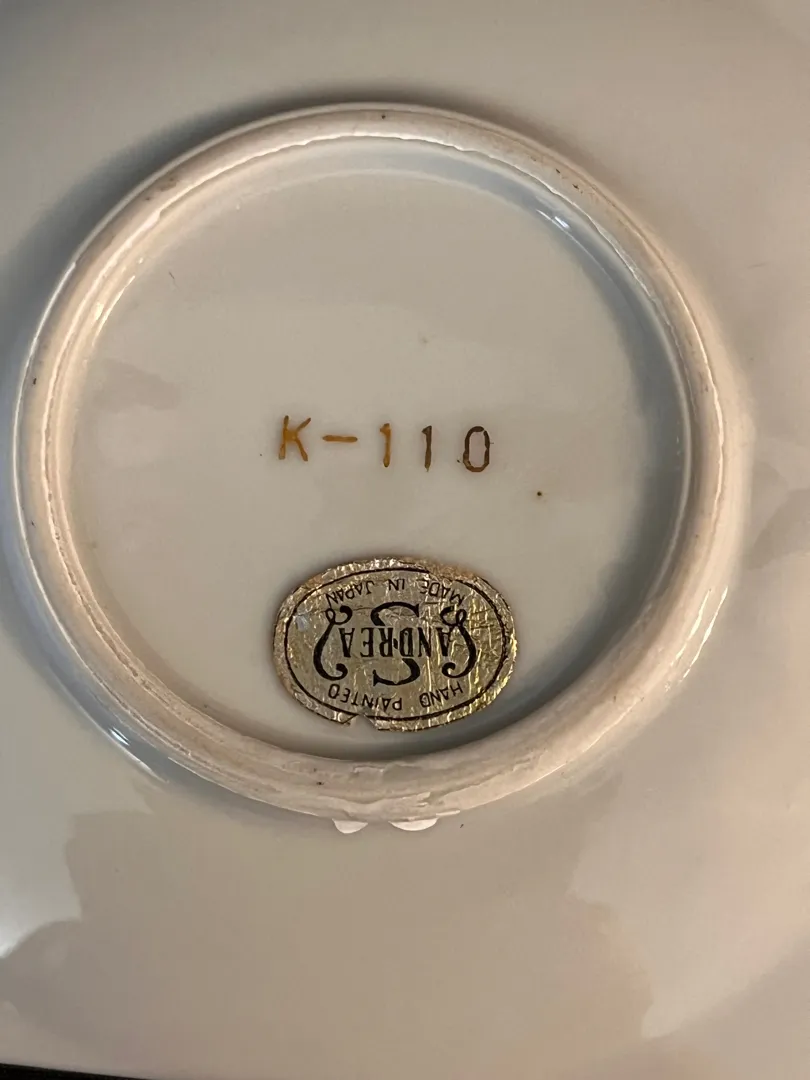 K-110
HAND PAINTED
S
ANDREA
MADE IN JAPAN